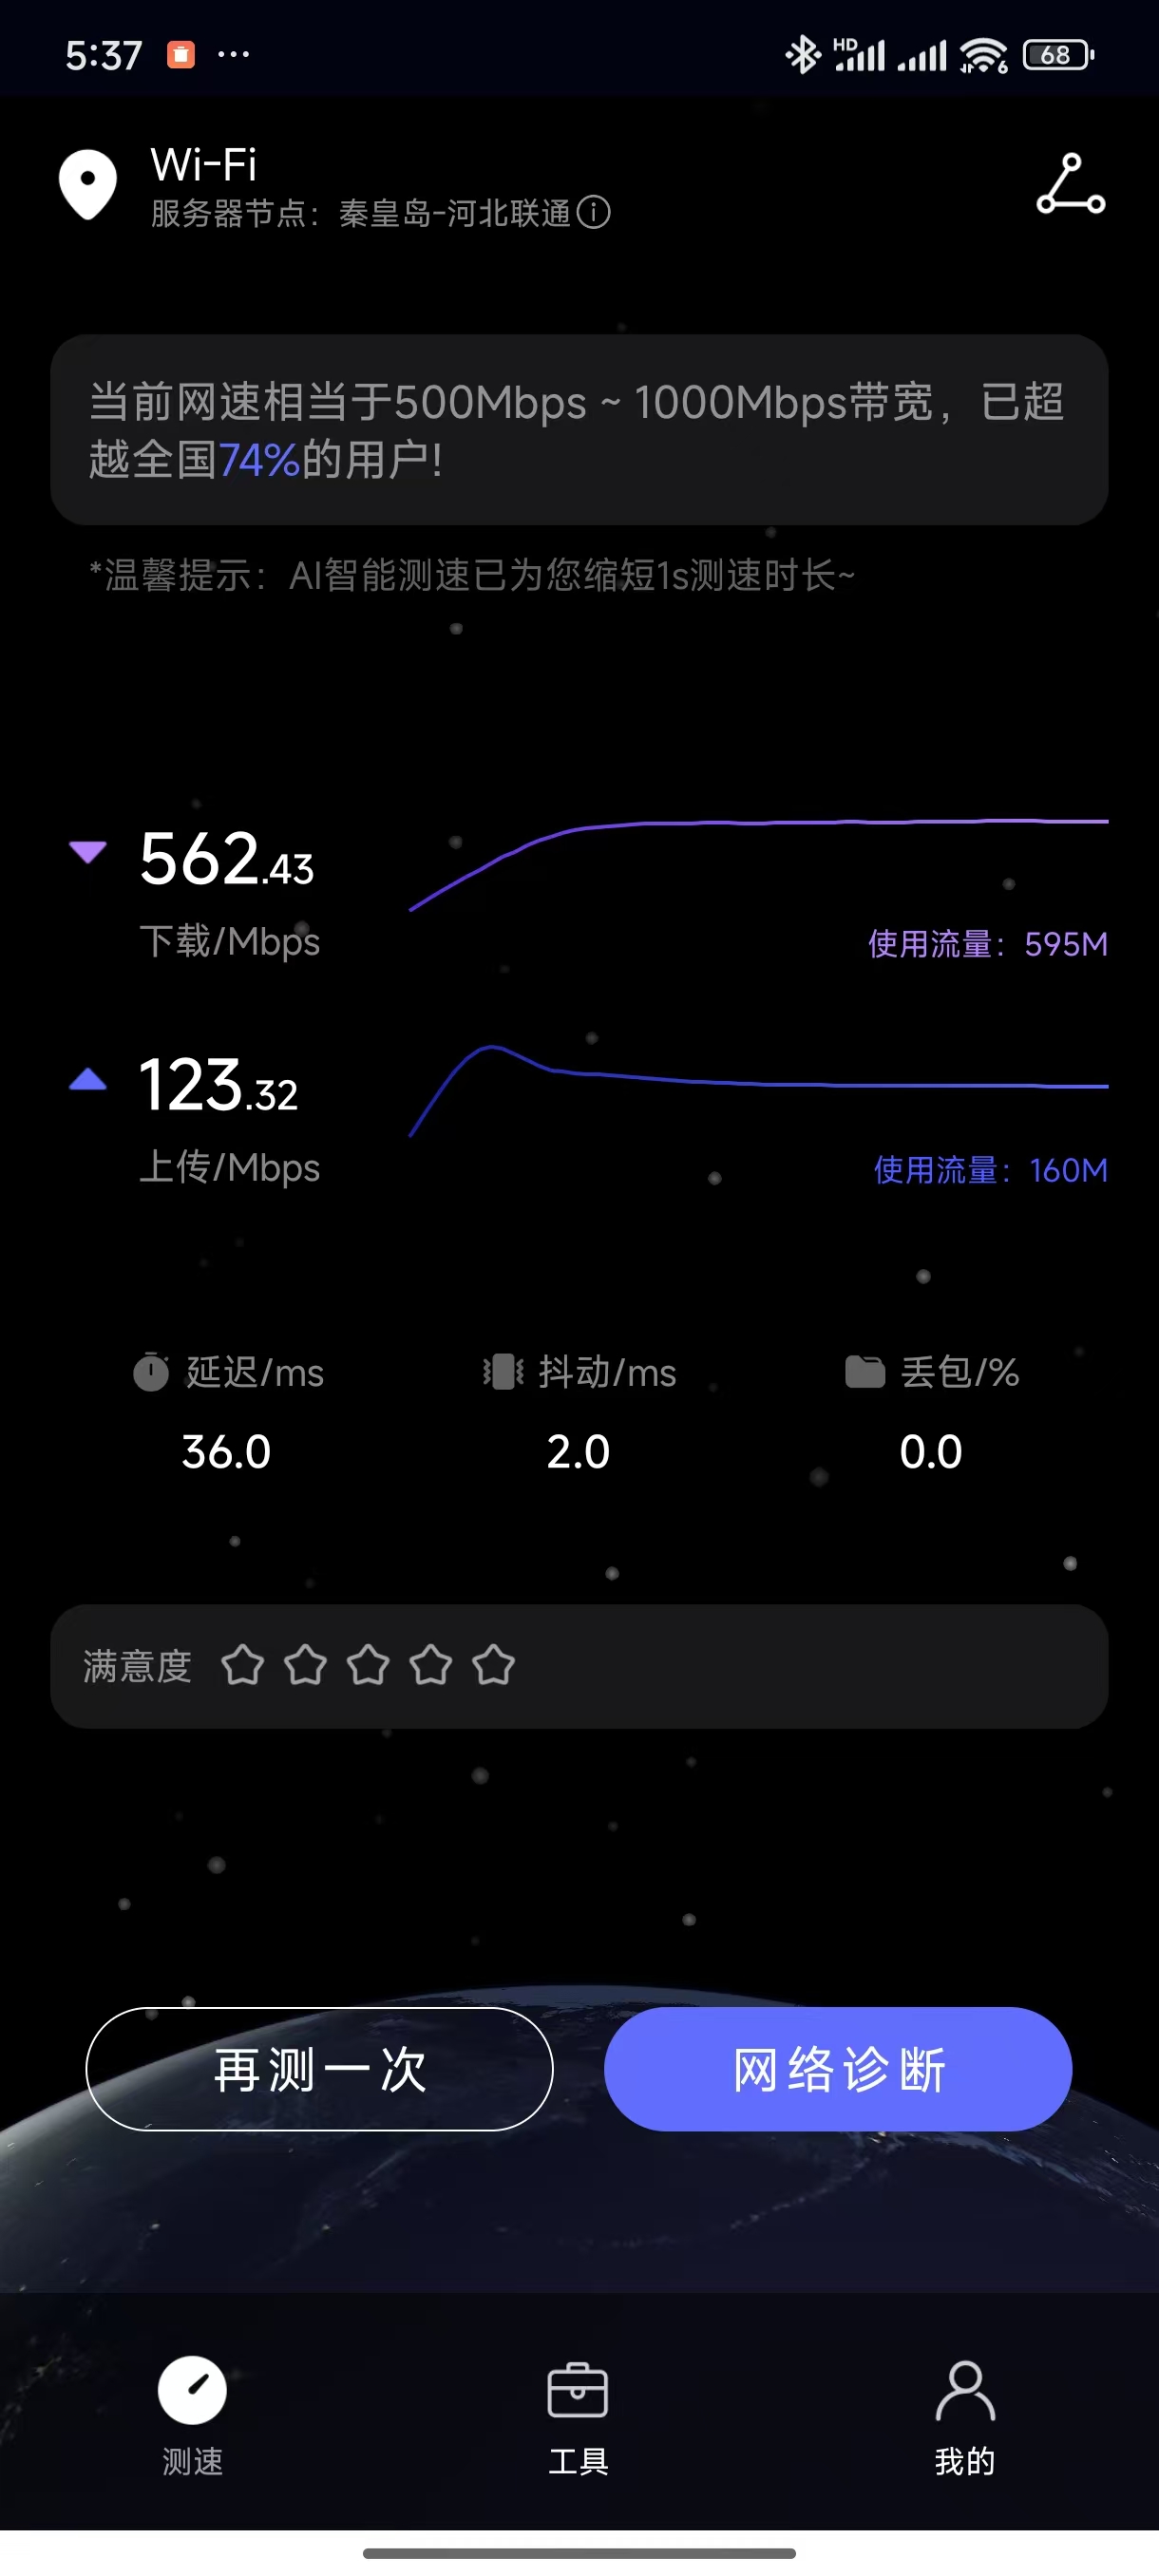 5:37 ...
HD 6 68
Wi-Fi
服务器节点：秦皇岛-河北联通
当前网速相当于500Mbps ~ 1000Mbps带宽，已超
越全国74%的用户！
*温馨提示：AI智能测速已为您缩短1s测速时长~
562.43
下载/Mbps
使用流量：595M
123.32
上传/Mbps
使用流量：160M
延迟/ms 抖动/ms 丢包/%
36.0 2.0 0.0
满意度
再测一次 网络诊断
测速 工具 我的